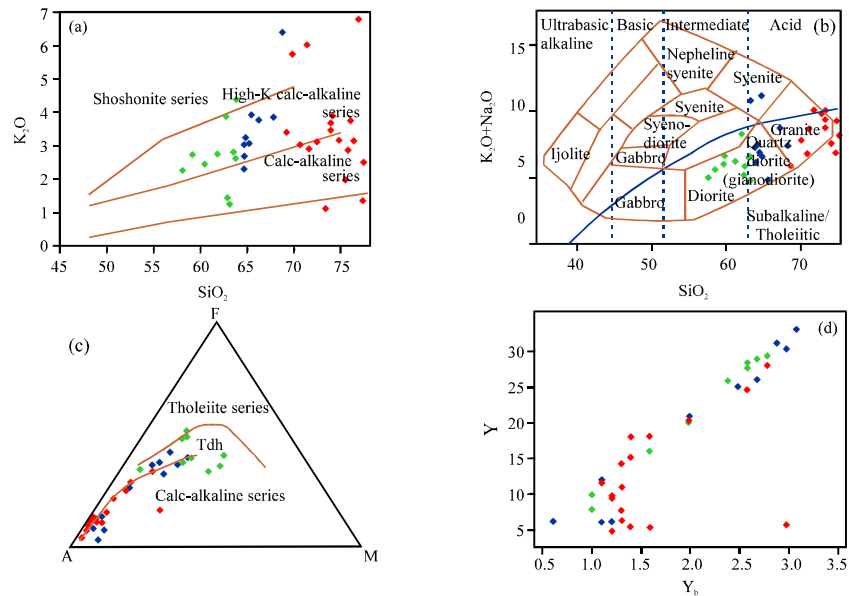 (a)
7
6
5
4
3
2
1
0
K2O
Shoshonite series
High-K calc-alkaline
series
Calc-alkaline
series
45
50
55
60
65
70
75
SiO2
(b)
Ultrabasic
alkaline
Basic
Intermediate
Acid
15
10
5
0
K2O+Na2O
Nepheline
syenite
Syenite
Syenite
Syeno-
diorite
Ijolite
Gabbro
Granite
Quartz
diorite
(gianodiorite)
Gabbro
Diorite
Subalkaline/
Tholeiitic
40
50
60
70
SiO2
(c)
F
Tholeiite series
Tdh
Calc-alkaline series
A
M
(d)
30
25
20
15
10
5
Y
0.5
1.0
1.5
2.0
2.5
3.0
3.5
Yb